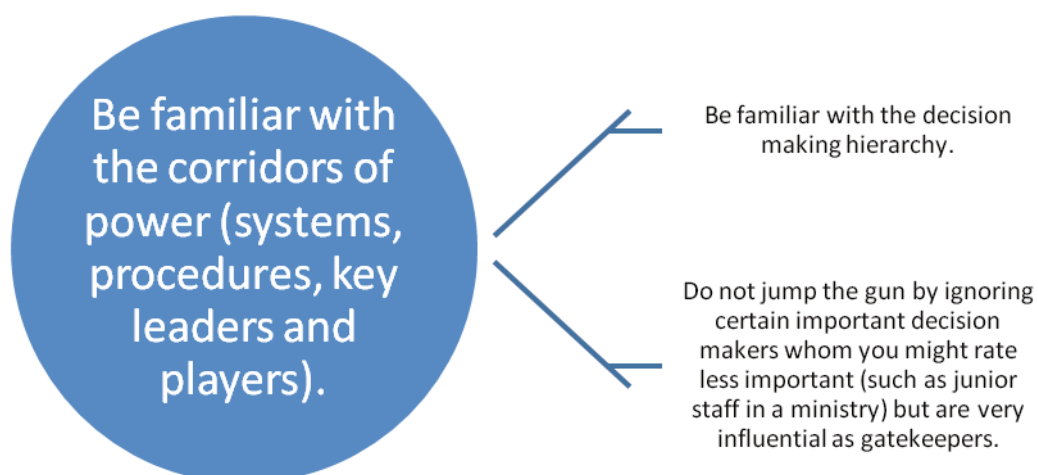 Be familiar with
the corridors of
power (systems,
procedures, key
leaders and
players).
Be familiar with the decision
making hierarchy.
Do not jump the gun by ignoring
certain important decision
makers whom you might rate
less important (such as junior
staff in a ministry) but are very
influential as gatekeepers.